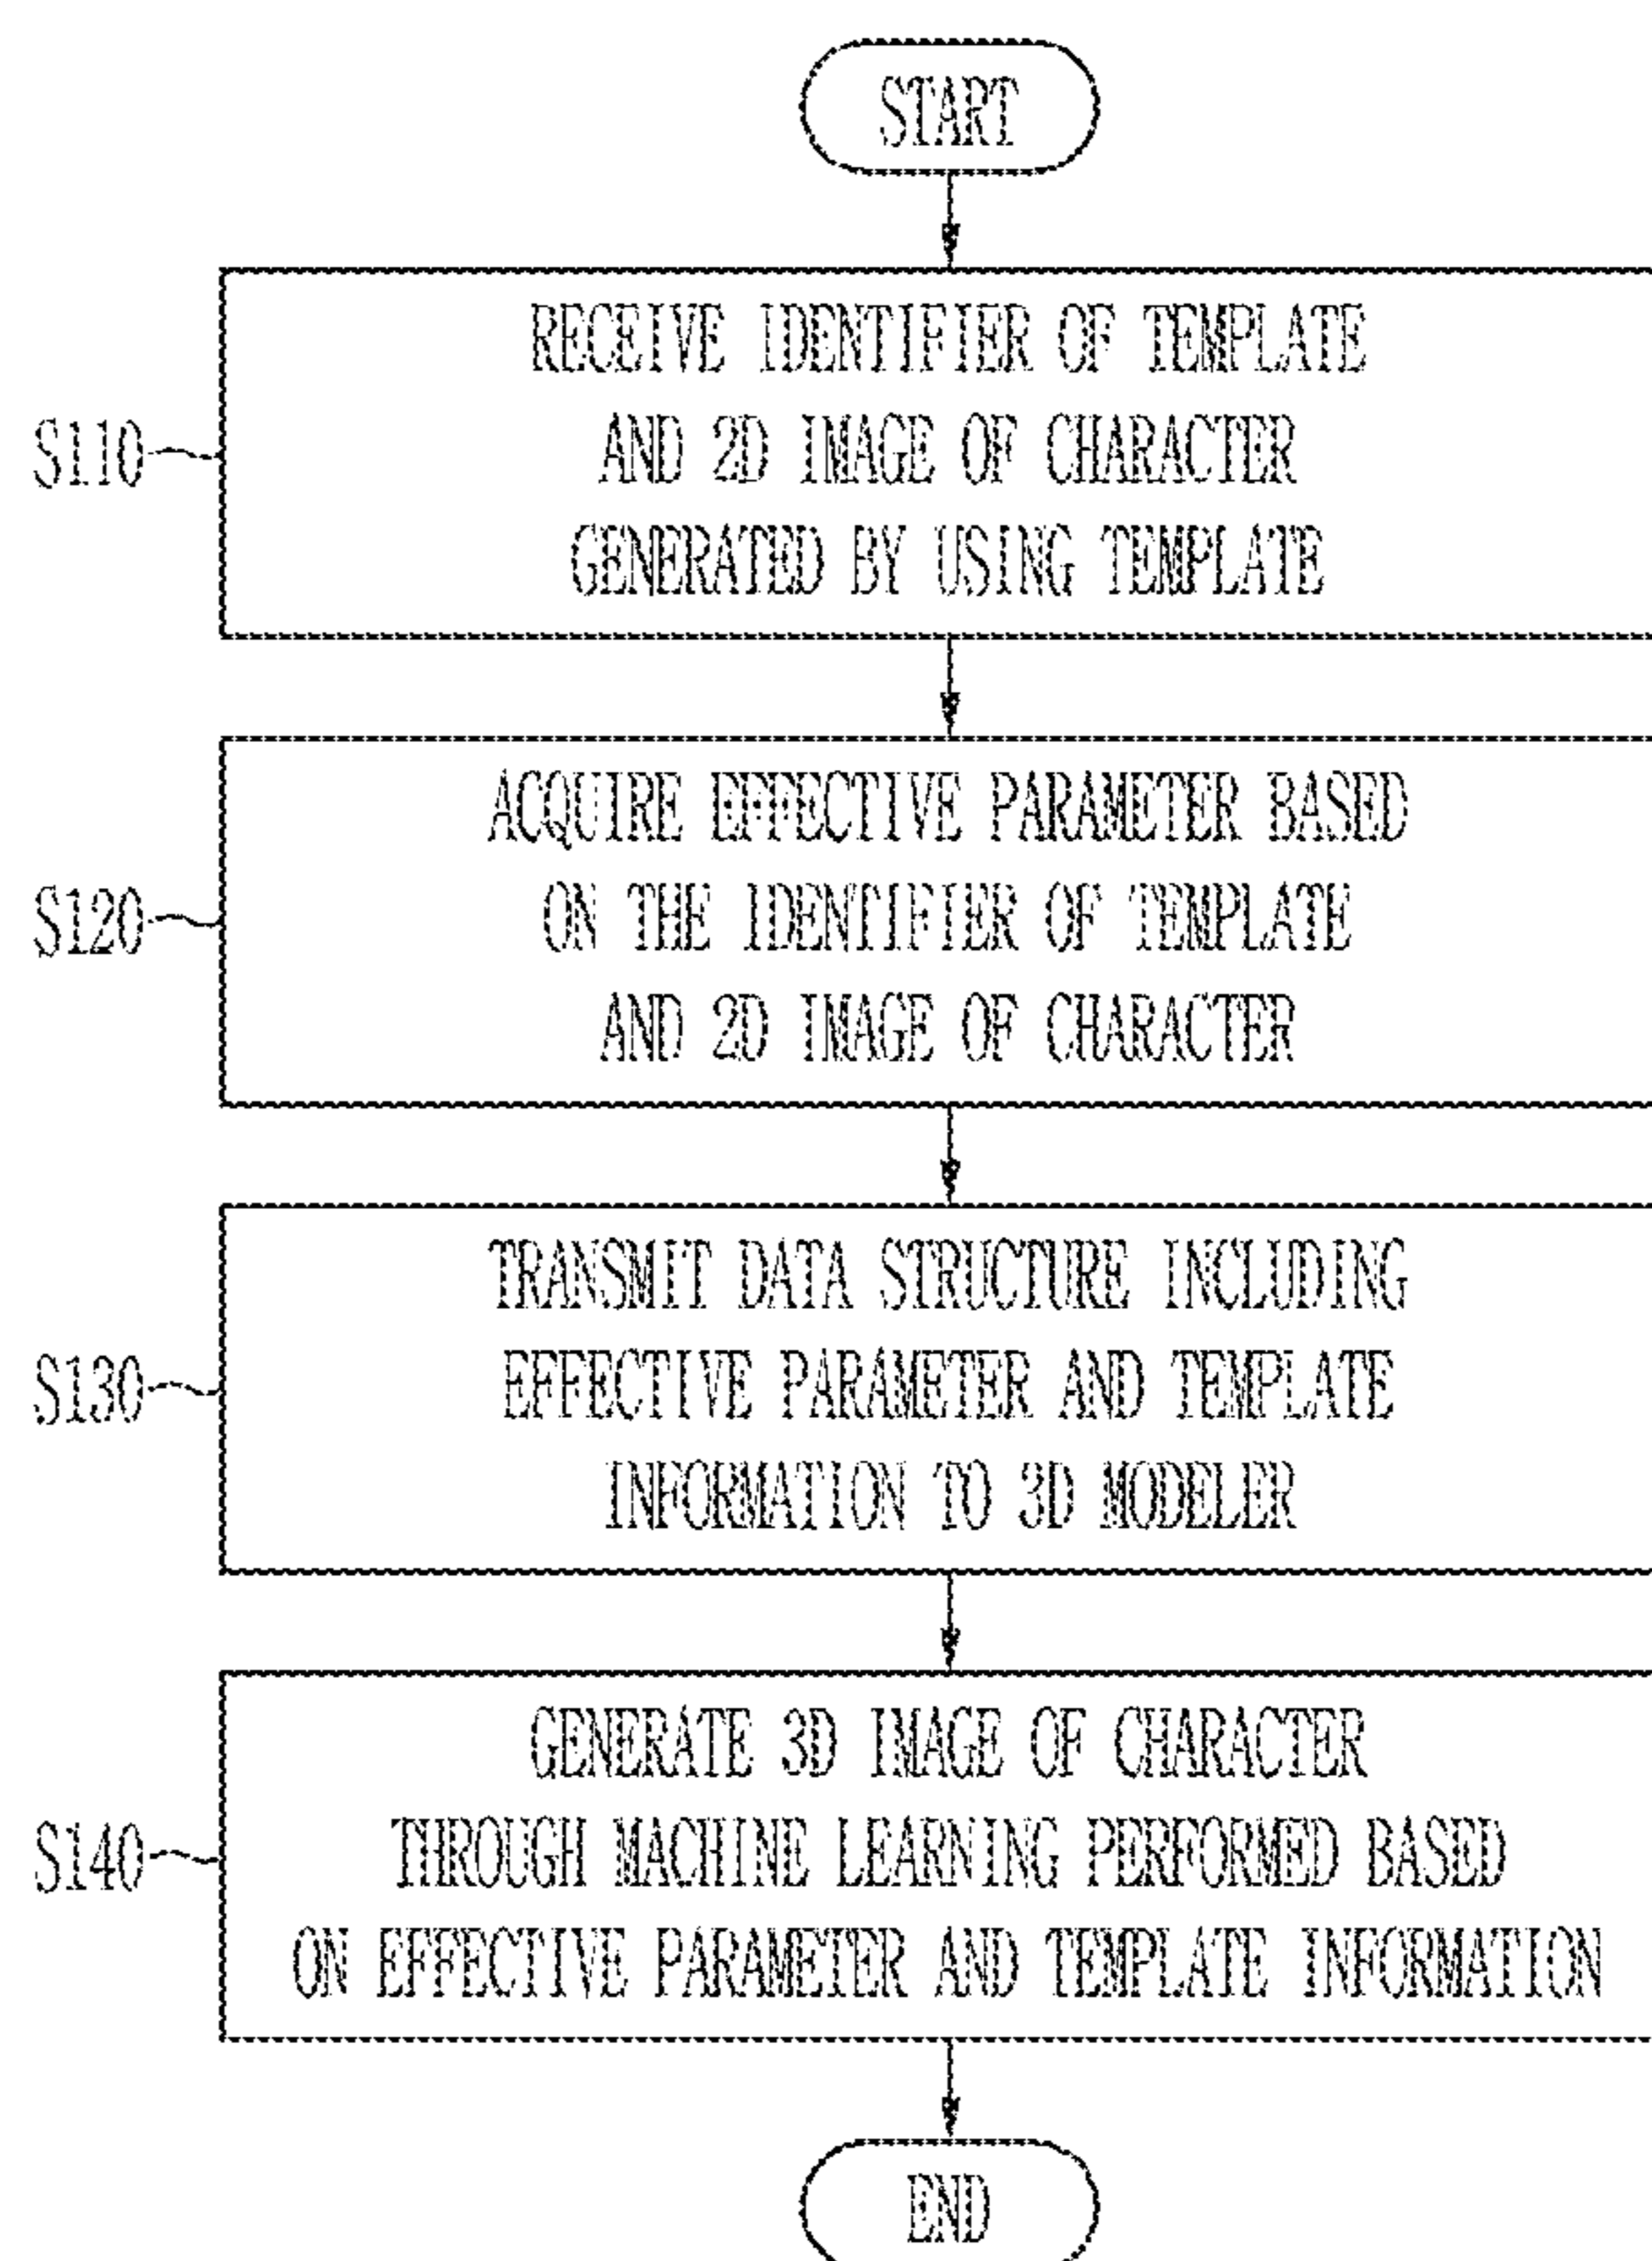 START
S110
RECEIVE IDENTIFIER OF TEMPLATE
AND 2D IMAGE OF CHARACTER
GENERATED BY USING TEMPLATE
S120
ACQUIRE EFFECTIVE PARAMETER BASED
ON THE IDENTIFIER OF TEMPLATE
AND 2D IMAGE OF CHARACTER
S130
TRANSMIT DATA STRUCTURE INCLUDING
EFFECTIVE PARAMETER AND TEMPLATE
INFORMATION TO 3D MODELER
S140
GENERATE 3D IMAGE OF CHARACTER
THROUGH MACHINE LEARNING PERFORMED BASED
ON EFFECTIVE PARAMETER AND TEMPLATE INFORMATION
END